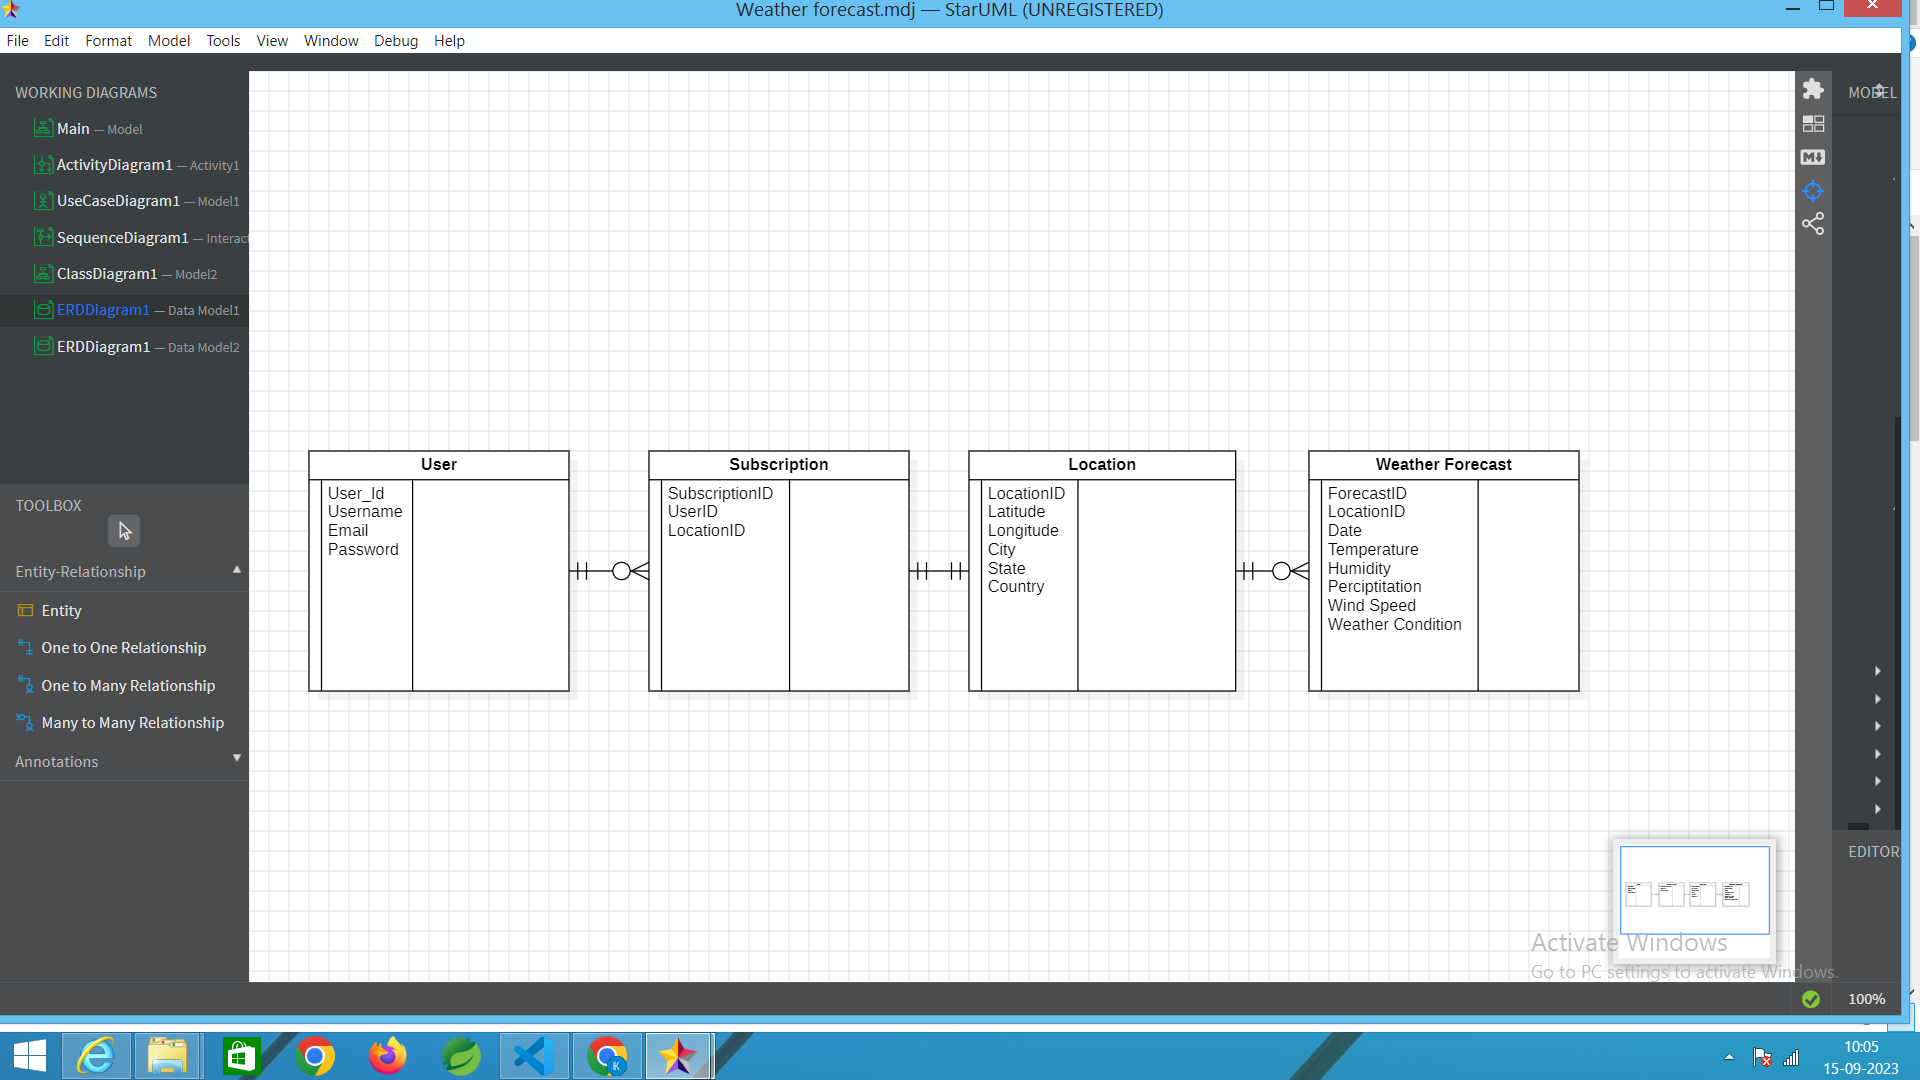 Weather forecast.mdj — StarUML (UNREGISTERED)
File Edit Format Model Tools View Window Debug Help
WORKING DIAGRAMS
Main — Model
ActivityDiagram1 — Activity1
UseCaseDiagram1 — Model1
SequenceDiagram1 — Interac
ClassDiagram1 — Model2
ERDDiagram1 — Data Model1
ERDDiagram1 — Data Model2
TOOLBOX
Entity-Relationship
Entity
One to One Relationship
One to Many Relationship
Many to Many Relationship
Annotations
User
User_Id
Username
Email
Password
Subscription
SubscriptionID
UserID
LocationID
Location
LocationID
Latitude
Longitude
City
State
Country
Weather Forecast
ForecastID
LocationID
Date
Temperature
Humidity
Perciptitation
Wind Speed
Weather Condition
MODEL
EDITORS
Activate Windows
Go to PC settings to activate Windows.
100%
10:05
15-09-2023